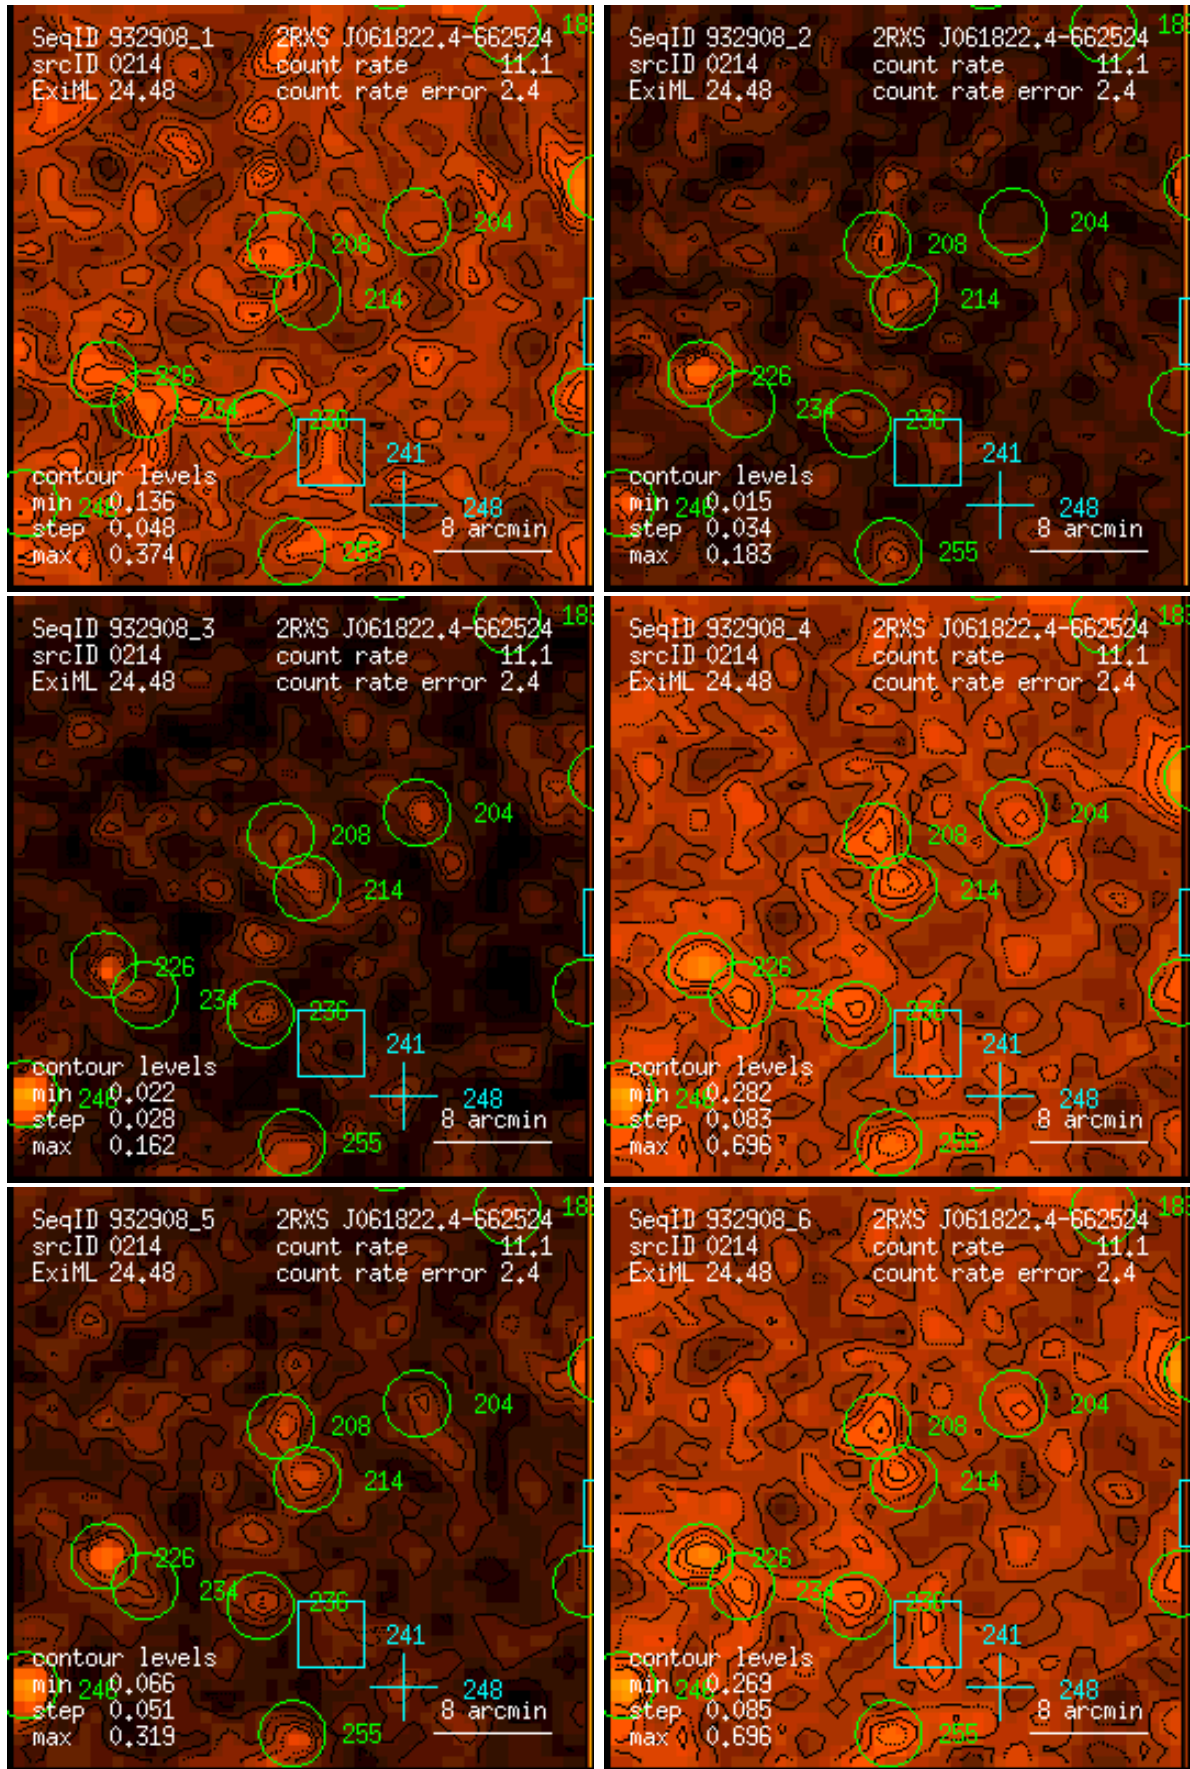 SeqID 932908_1 2RXS J061822.4-662524 183
srcID 0214 count rate 11.1
ExiML 24.48 count rate error 2.4
204
208
214
226
234 236
241
contour levels
min 0.136 246 248
step 0.048 8 arcmin
max 0.374 255
SeqID 932908_2 2RXS J061822.4-662524 183
srcID 0214 count rate 11.1
ExiML 24.48 count rate error 2.4
204
208
214
226
234 236
241
contour levels
min 0.015 246 248
step 0.034 8 arcmin
max 0.183 255
SeqID 932908_3 2RXS J061822.4-662524 183
srcID 0214 count rate 11.1
ExiML 24.48 count rate error 2.4
204
208
214
226
234 236
241
contour levels
min 0.022 246 248
step 0.028 8 arcmin
max 0.162 255
SeqID 932908_4 2RXS J061822.4-662524 183
srcID 0214 count rate 11.1
ExiML 24.48 count rate error 2.4
204
208
214
226
234 236
241
contour levels
min 0.282 246 248
step 0.083 8 arcmin
max 0.696 255
SeqID 932908_5 2RXS J061822.4-662524 183
srcID 0214 count rate 11.1
ExiML 24.48 count rate error 2.4
204
208
214
226
234 236
241
contour levels
min 0.066 246 248
step 0.051 8 arcmin
max 0.319 255
SeqID 932908_6 2RXS J061822.4-662524 183
srcID 0214 count rate 11.1
ExiML 24.48 count rate error 2.4
204
208
214
226
234 236
241
contour levels
min 0.269 246 248
step 0.085 8 arcmin
max 0.696 255